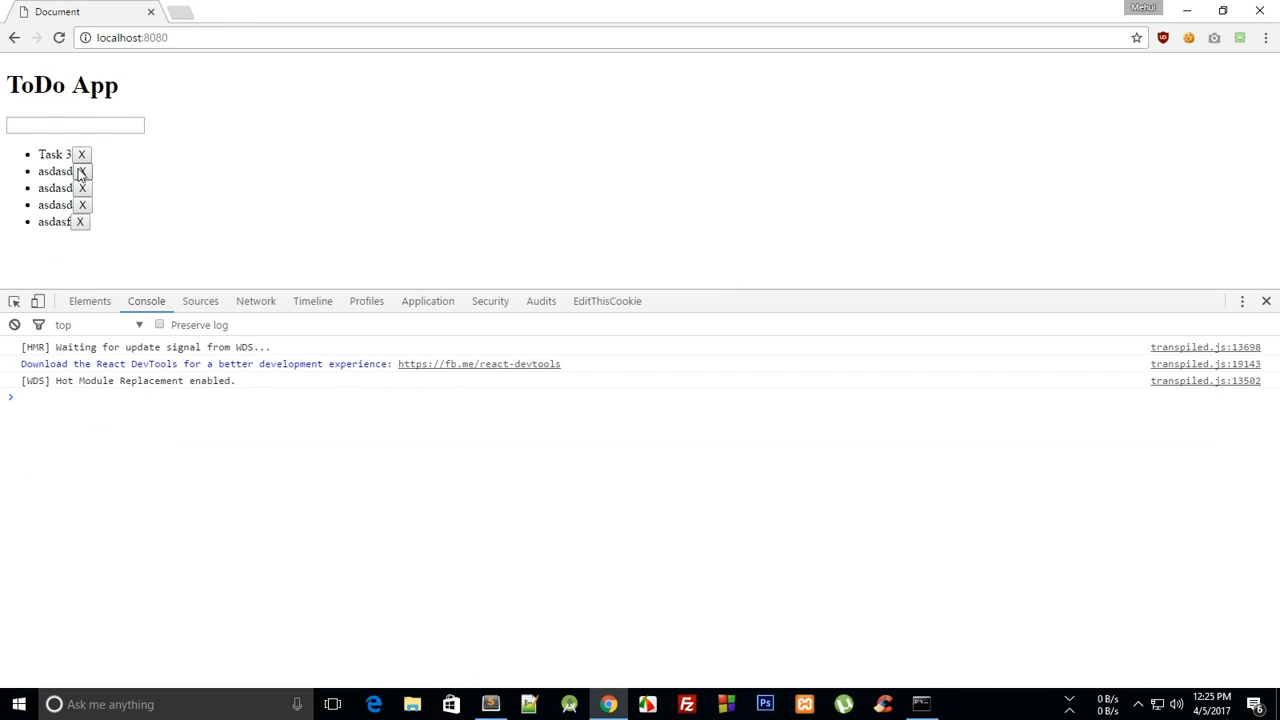 Document
Mehul
localhost:8080
ToDo App
Task 3 X
asdasd X
asdasd X
asdasd X
asdasf X
Elements Console Sources Network Timeline Profiles Application Security Audits EditThisCookie
top Preserve log
[HMR] Waiting for update signal from WDS... transpiled.js:13698
Download the React DevTools for a better development experience: https://fb.me/react-devtools transpiled.js:19143
[WDS] Hot Module Replacement enabled. transpiled.js:13502
>
Ask me anything
0 B/s
0 B/s
12:25 PM
4/5/2017
6